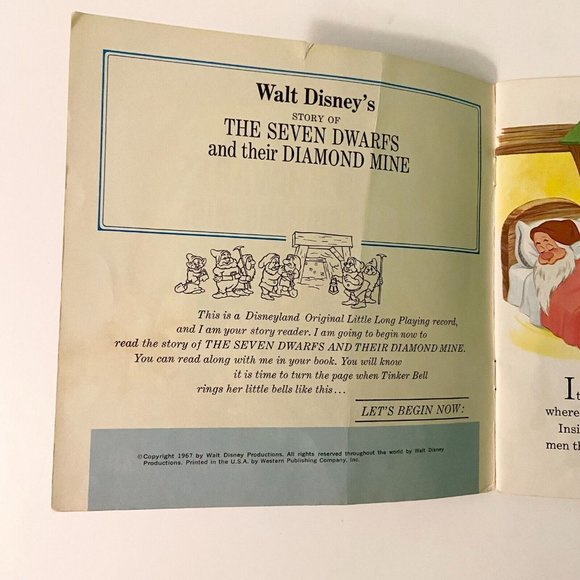 Walt Disney's
STORY OF
THE SEVEN DWARFS
and their DIAMOND MINE
This is a Disneyland Original Little Long Playing record,
and I am your story reader. I am going to begin now to
read the story of THE SEVEN DWARFS AND THEIR DIAMOND MINE.
You can read along with me in your book. You will know
it is time to turn the page when Tinker Bell
rings her little bells like this...
LET'S BEGIN NOW:
©Copyright 1967 by Walt Disney Productions. All rights reserved throughout the world by Walt Disney
Productions. Printed in the U.S.A. by Western Publishing Company, Inc.
It
where
Insi
men th